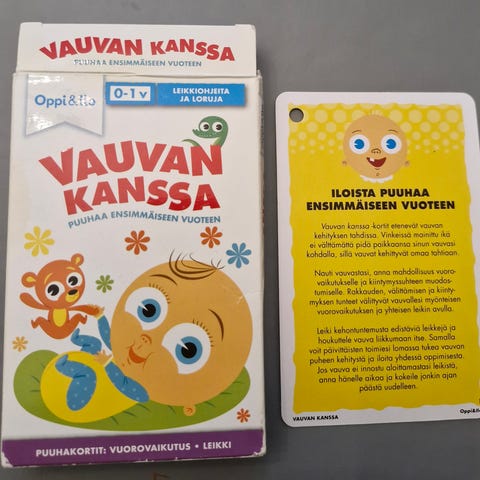 VAUVAN KANSSA
PUUHAA ENSIMMÄISEEN VUOTEEN
Oppi&Ilo
0-1 v
LEIKKIOHJEITA
JA LORUJA
VAUVAN
KANSSA
PUUHAA ENSIMMÄISEEN VUOTEEN
PUUHAKORTIT: VUOROVAIKUTUS • LEIKKI
ILOISTA PUUHAA
ENSIMMÄISEEN VUOTEEN
Vauvan kanssa -kortit etenevät vauvan
kehityksen tahdissa. Vinkeissä mainittu ikä
ei välttämättä pidä paikkaansa sinun vauvasi
kohdalla, sillä vauvat kehittyvät omaa tahtiaan.
Nauti vauvastasi, anna mahdollisuus vuoro-
vaikutukselle ja kiintymyssuhteen muodos-
tumiselle. Rakkauden, välittämisen ja kiinty-
myksen tunteet välittyvät vauvallesi myönteisen
vuorovaikutuksen ja yhteisen leikin avulla.
Leiki kehontuntemusta edistäviä leikkejä ja
houkuttele vauva liikkumaan itse. Samalla
voit päivittäisten toimiesi lomassa tukea vauvan
puheen kehitystä ja iloita yhdessä oppimisesta.
Jos vauva ei innostu aloittamastasi leikistä,
anna hänelle aikaa ja kokeile jonkin ajan
päästä uudelleen.
VAUVAN KANSSA
Oppi&Ilo